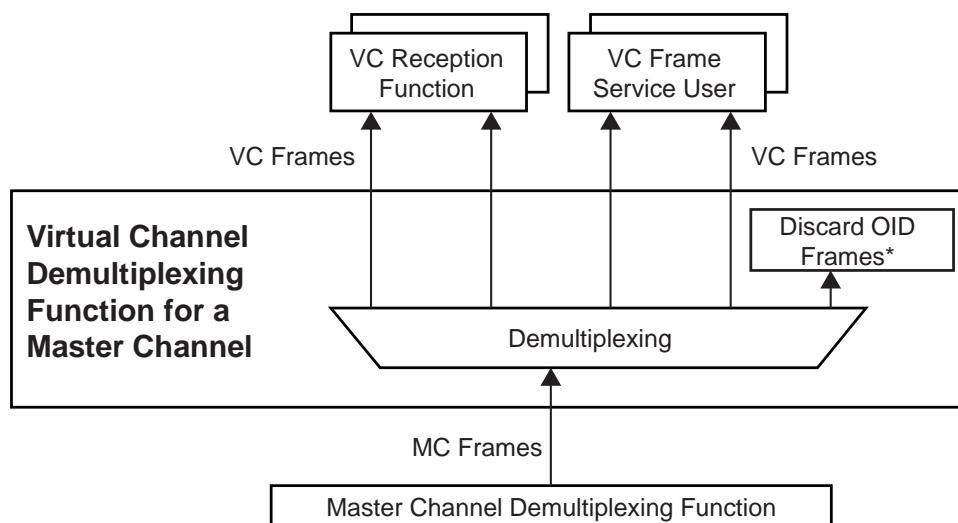 VC Reception
Function
VC Frame
Service User
VC Frames
VC Frames
Virtual Channel
Demultiplexing
Function for a
Master Channel
Discard OID
Frames*
Demultiplexing
MC Frames
Master Channel Demultiplexing Function